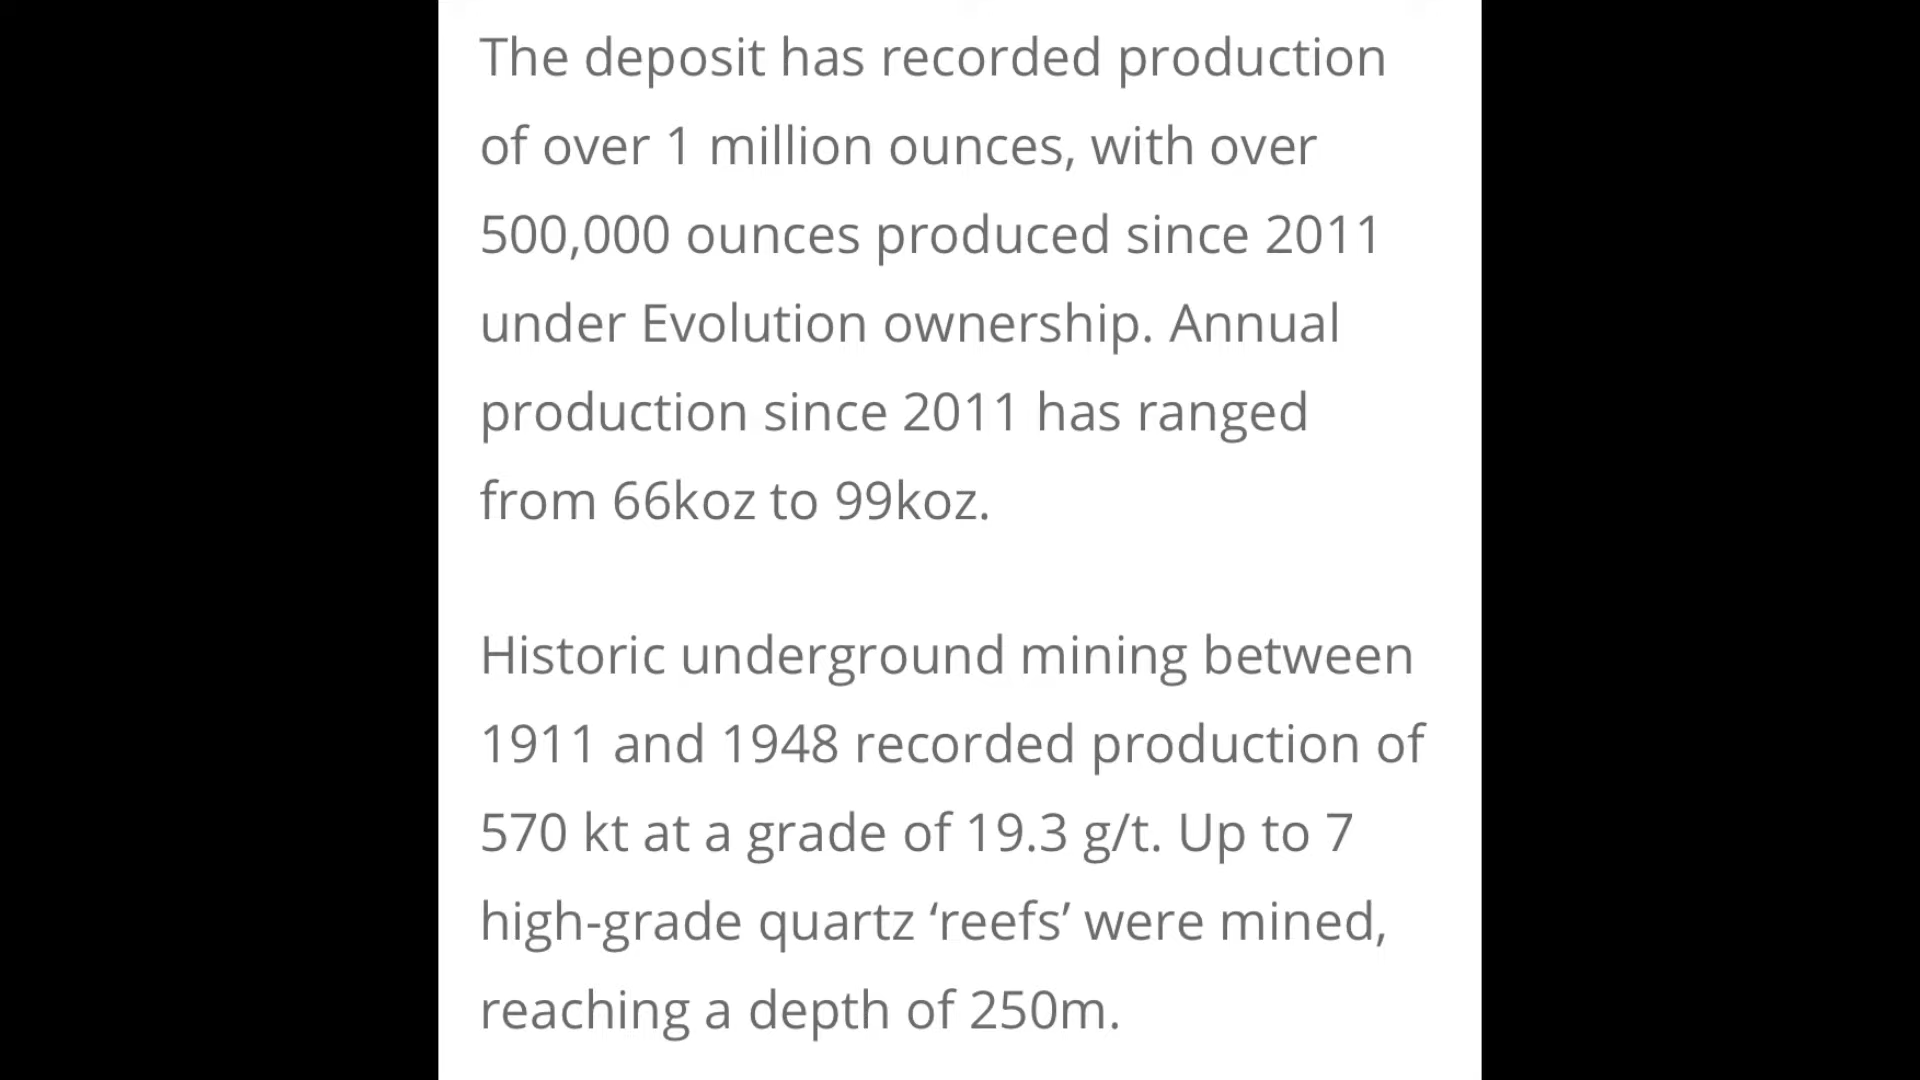 The deposit has recorded production
of over 1 million ounces, with over
500,000 ounces produced since 2011
under Evolution ownership. Annual
production since 2011 has ranged
from 66koz to 99koz.
Historic underground mining between
1911 and 1948 recorded production of
570 kt at a grade of 19.3 g/t. Up to 7
high-grade quartz ‘reefs’ were mined,
reaching a depth of 250m.